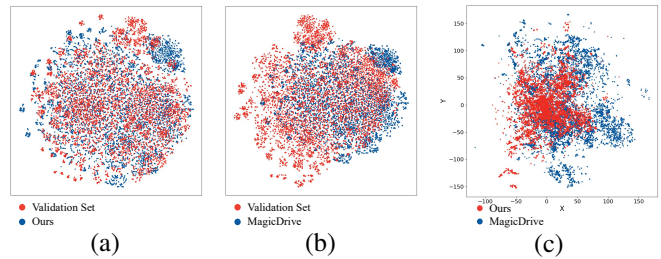 150
100
50
0
−50
−100
−150
Y
−100 −50 0 50 100 150
X
Validation Set
Ours
Validation Set
MagicDrive
Ours
MagicDrive
(a)
(b)
(c)